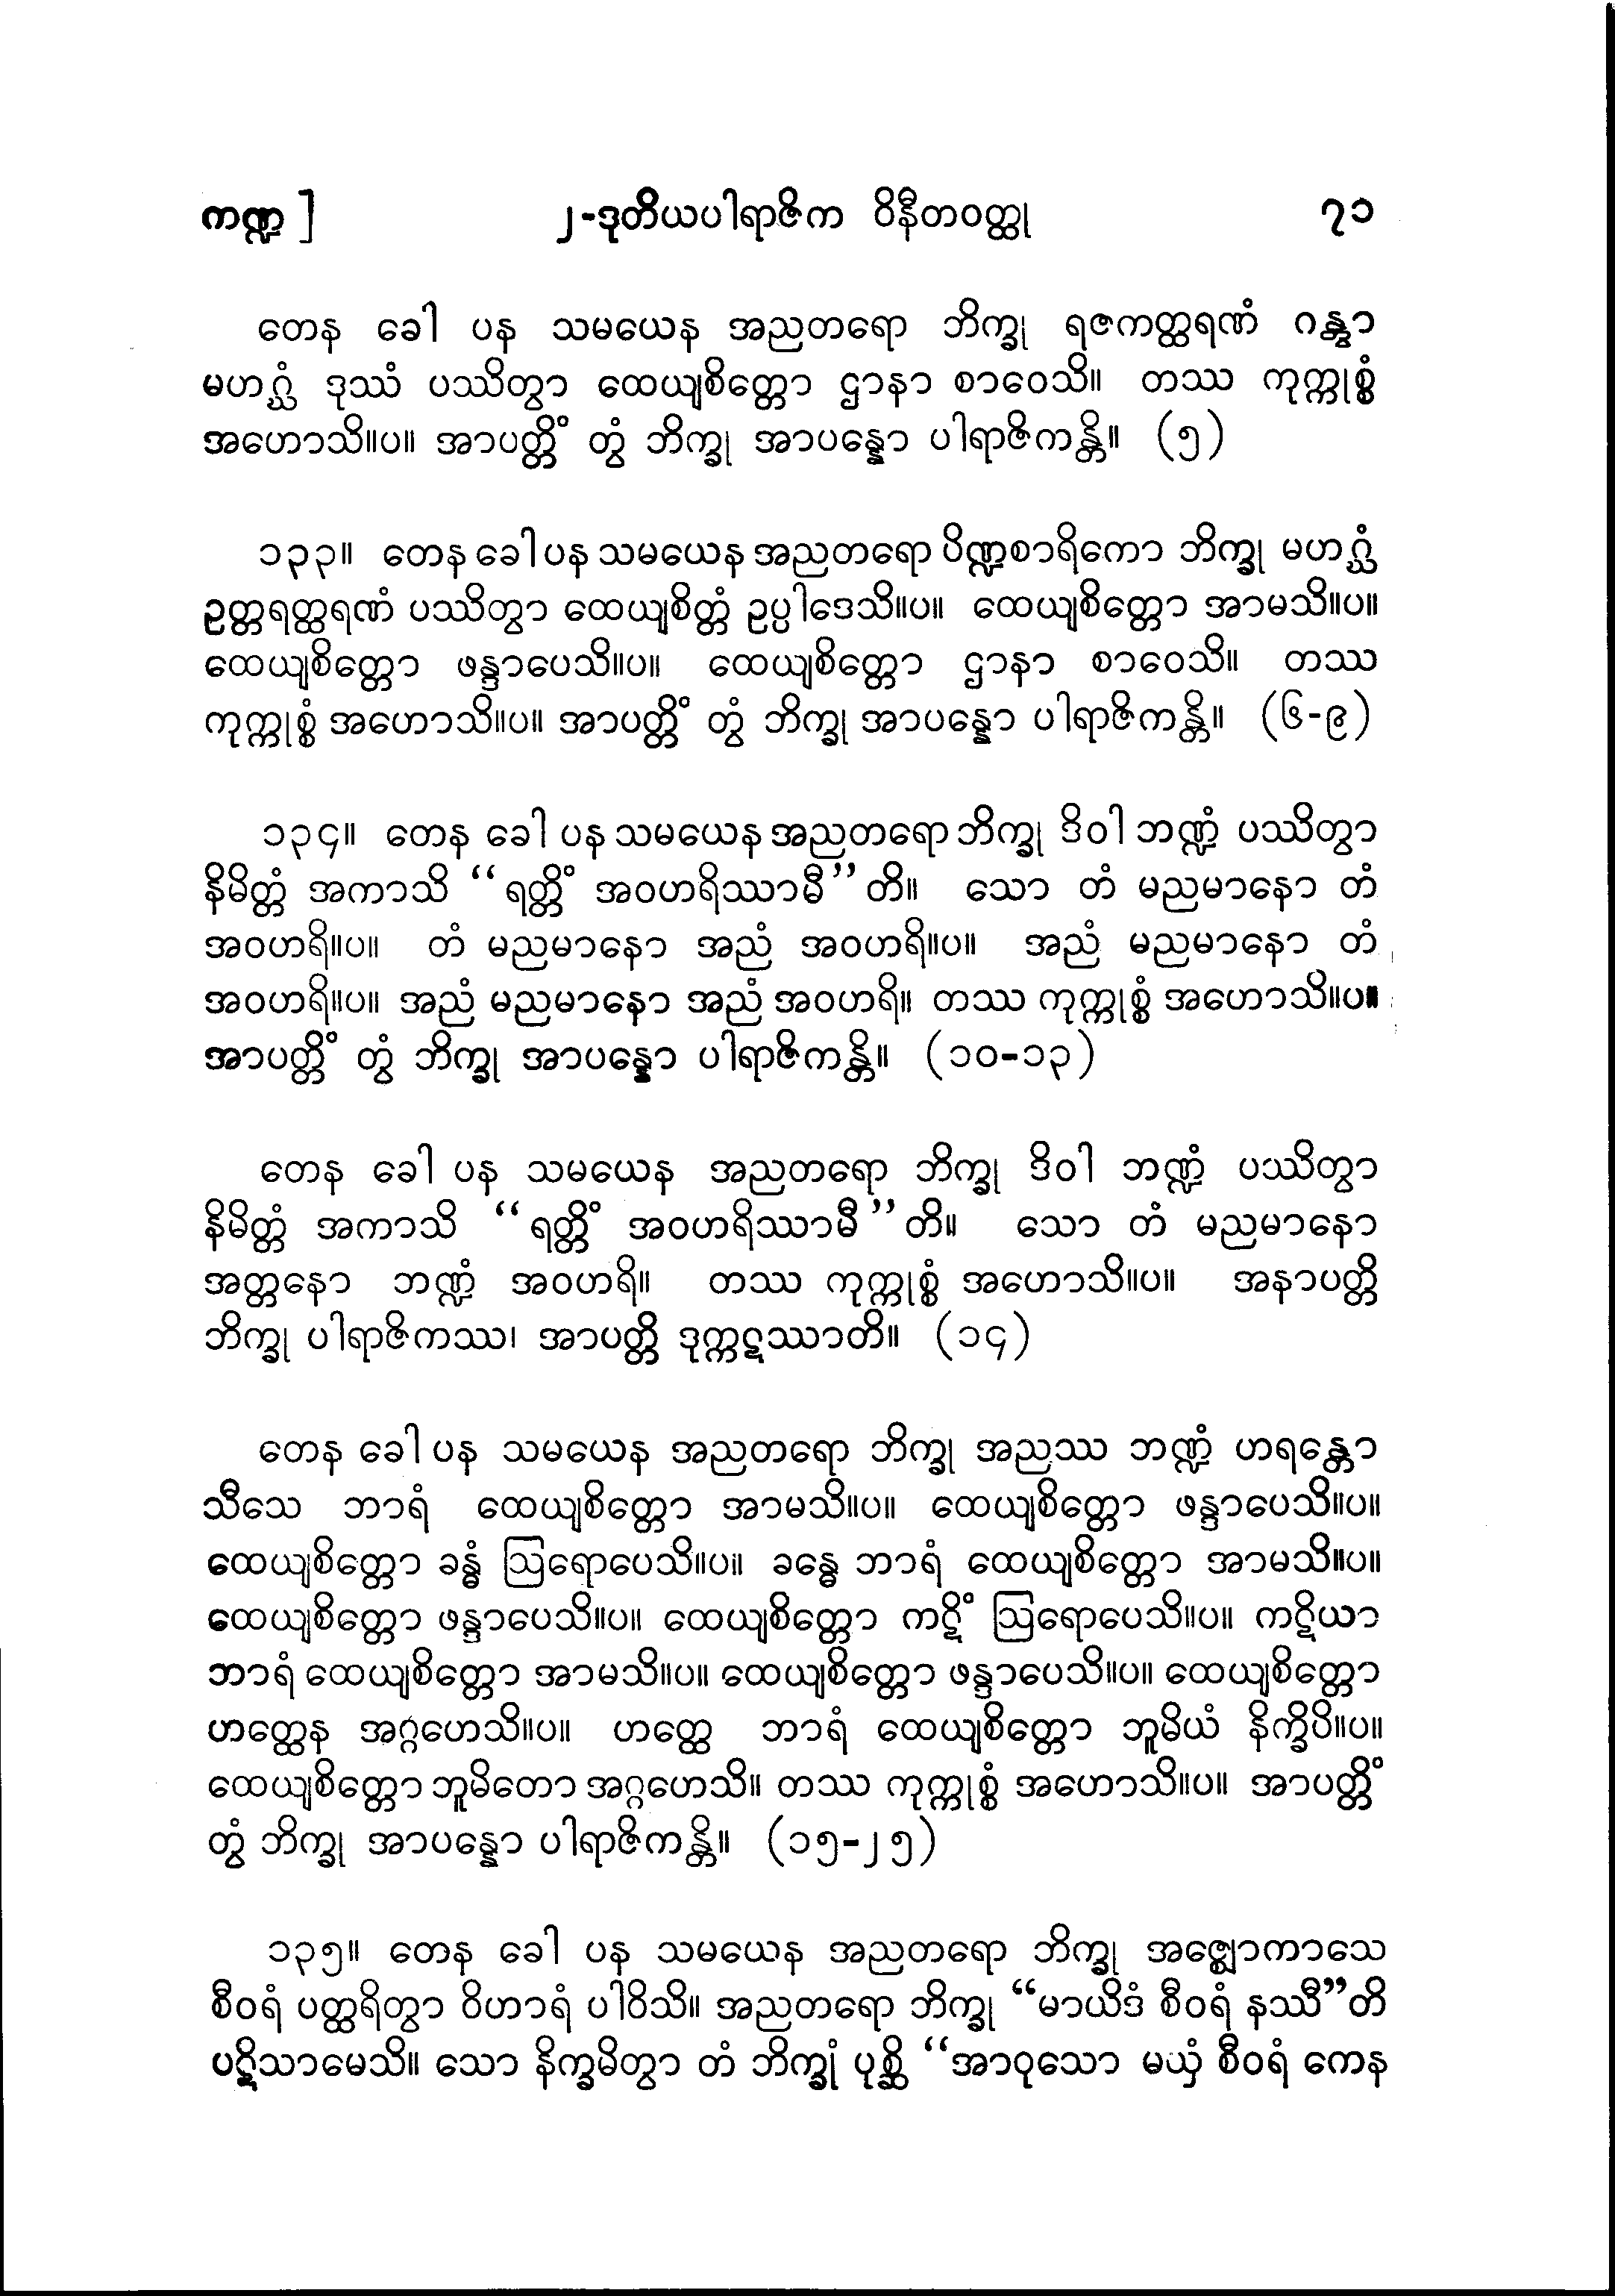 ကဏ္ဍ ] ၂-ဒုတိယပါရာဇိက ဝိနီတဝတ္ထု ၇၁
တေန ခေါ ပန သမယေန အညတရော ဘိက္ခု ရဇကတ္ထရဏံ ဂန္တွာ
မဟဂ္ဃံ ဒုဿံ ပဿိတွာ ထေယျစိတ္တော ဌာနာ စာဝေသိ။ တဿ ကုက္ကုစ္စံ
အဟောသိ။ပ။ အာပတ္တိံ တွံ ဘိက္ခု အာပန္နော ပါရာဇိကန္တိ။ (၅)
၁၃၃။ တေန ခေါ ပန သမယေန အညတရော ပိဏ္ဍစာရိကော ဘိက္ခု မဟဂ္ဃံ
ဥတ္တရတ္ထရဏံ ပဿိတွာ ထေယျစိတ္တံ ဥပ္ပါဒေသိ။ပ။ ထေယျစိတ္တော အာမသိ။ပ။
ထေယျစိတ္တော ဖန္ဒာပေသိ။ပ။ ထေယျစိတ္တော ဌာနာ စာဝေသိ။ တဿ
ကုက္ကုစ္စံ အဟောသိ။ပ။ အာပတ္တိံ တွံ ဘိက္ခု အာပန္နော ပါရာဇိကန္တိ။ (၆-၉)
၁၃၄။ တေန ခေါ ပန သမယေန အညတရော ဘိက္ခု ဒိဝါ ဘဏ္ဍံ ပဿိတွာ
နိမိတ္တံ အကာသိ “ရတ္တိံ အဝဟရိဿာမီ”တိ။ သော တံ မညမာနော တံ
အဝဟရိ။ပ။ တံ မညမာနော အညံ အဝဟရိ။ပ။ အညံ မညမာနော တံ
အဝဟရိ။ပ။ အညံ မညမာနော အညံ အဝဟရိ။ တဿ ကုက္ကုစ္စံ အဟောသိ။ပ။
အာပတ္တိံ တွံ ဘိက္ခု အာပန္နော ပါရာဇိကန္တိ။ (၁၀-၁၃)
တေန ခေါ ပန သမယေန အညတရော ဘိက္ခု ဒိဝါ ဘဏ္ဍံ ပဿိတွာ
နိမိတ္တံ အကာသိ “ရတ္တိံ အဝဟရိဿာမီ”တိ။ သော တံ မညမာနော
အတ္တနော ဘဏ္ဍံ အဝဟရိ။ တဿ ကုက္ကုစ္စံ အဟောသိ။ပ။ အနာပတ္တိ
ဘိက္ခု ပါရာဇိကဿ၊ အာပတ္တိ ဒုက္ကဋဿာတိ။ (၁၄)
တေန ခေါ ပန သမယေန အညတရော ဘိက္ခု အညဿ ဘဏ္ဍံ ဟရန္တော
သီသေ ဘာရံ ထေယျစိတ္တော အာမသိ။ပ။ ထေယျစိတ္တော ဖန္ဒာပေသိ။ပ။
ထေယျစိတ္တော ခန္ဓံ ဩရောပေသိ။ပ။ ခန္ဓေ ဘာရံ ထေယျစိတ္တော အာမသိ။ပ။
ထေယျစိတ္တော ဖန္ဒာပေသိ။ပ။ ထေယျစိတ္တော ကဋိံ ဩရောပေသိ။ပ။ ကဋိယာ
ဘာရံ ထေယျစိတ္တော အာမသိ။ပ။ ထေယျစိတ္တော ဖန္ဒာပေသိ။ပ။ ထေယျစိတ္တော
ဟတ္ထေန အဂ္ဂဟေသိ။ပ။ ဟတ္ထေ ဘာရံ ထေယျစိတ္တော ဘူမိယံ နိက္ခိပိ။ပ။
ထေယျစိတ္တော ဘူမိတော အဂ္ဂဟေသိ။ တဿ ကုက္ကုစ္စံ အဟောသိ။ပ။ အာပတ္တိံ
တွံ ဘိက္ခု အာပန္နော ပါရာဇိကန္တိ။ (၁၅-၂၅)
၁၃၅။ တေန ခေါ ပန သမယေန အညတရော ဘိက္ခု အဇ္ဈောကာသေ
စီဝရံ ပတ္ထရိတွာ ဝိဟာရံ ပါဝိသိ။ အညတရော ဘိက္ခု “မာယိဒံ စီဝရံ နဿီ”တိ
ပဋိသာမေသိ။ သော နိက္ခမိတွာ တံ ဘိက္ခုံ ပုစ္ဆိ “အာဝုသော မယှံ စီဝရံ ကေန